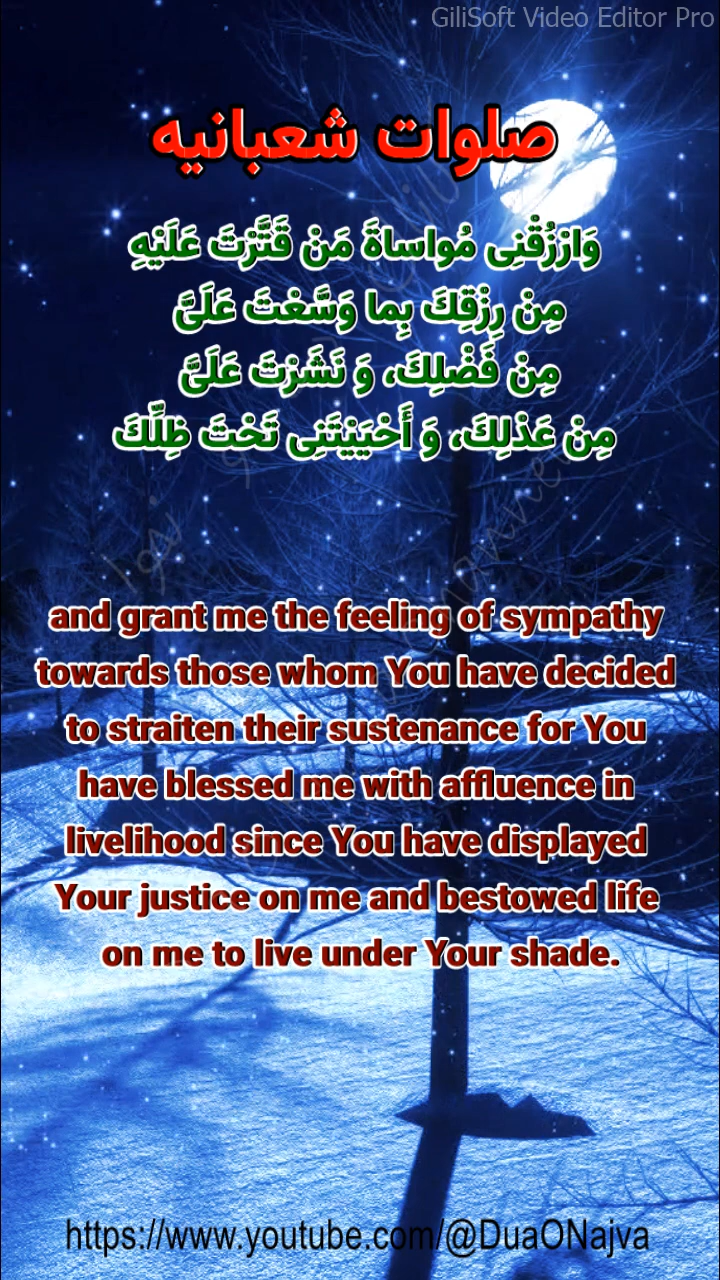 GiliSoft Video Editor Pro
صلوات شعبانیه
وَارْزُقْنِی مُواساةَ مَنْ قَتَّرْتَ عَلَیْهِ
مِنْ رِزْقِكَ بِما وَسَّعْتَ عَلَیَّ
مِنْ فَضْلِكَ، وَ نَشَرْتَ عَلَیَّ
مِنْ عَدْلِكَ، وَ أَحْیَیْتَنِی تَحْتَ ظِلِّكَ
and grant me the feeling of sympathy
towards those whom You have decided
to straiten their sustenance for You
have blessed me with affluence in
livelihood since You have displayed
Your justice on me and bestowed life
on me to live under Your shade.
https://www.youtube.com/@DuaONajva